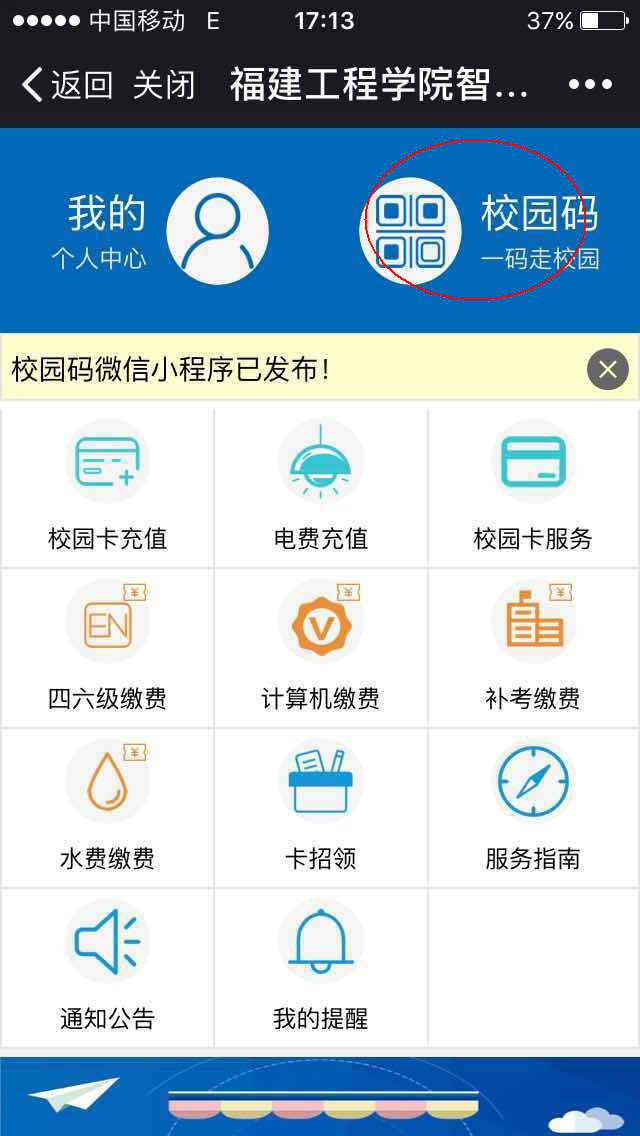 中国移动 E 17:13 37%
返回 关闭 福建工程学院智...
我的 校园码
个人中心 一码走校园
校园码微信小程序已发布!
校园卡充值 电费充值 校园卡服务
¥ ¥ ¥
EN V
四六级缴费 计算机缴费 补考缴费
¥
水费缴费 卡招领 服务指南
通知公告 我的提醒